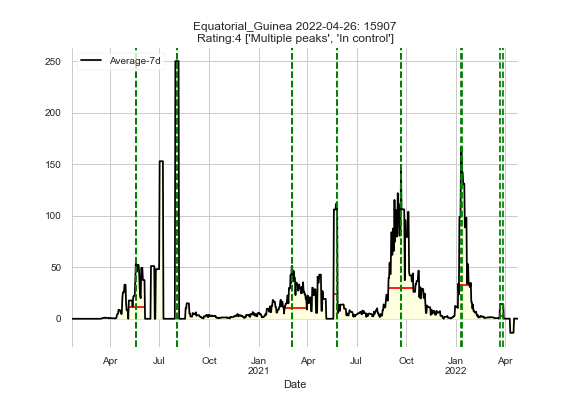 Equatorial_Guinea 2022-04-26: 15907
Rating:4 ['Multiple peaks', 'In control']
Average-7d
250
200
150
100
50
0
Apr Jul Oct Jan Apr Jul Oct Jan Apr
2021 2022
Date